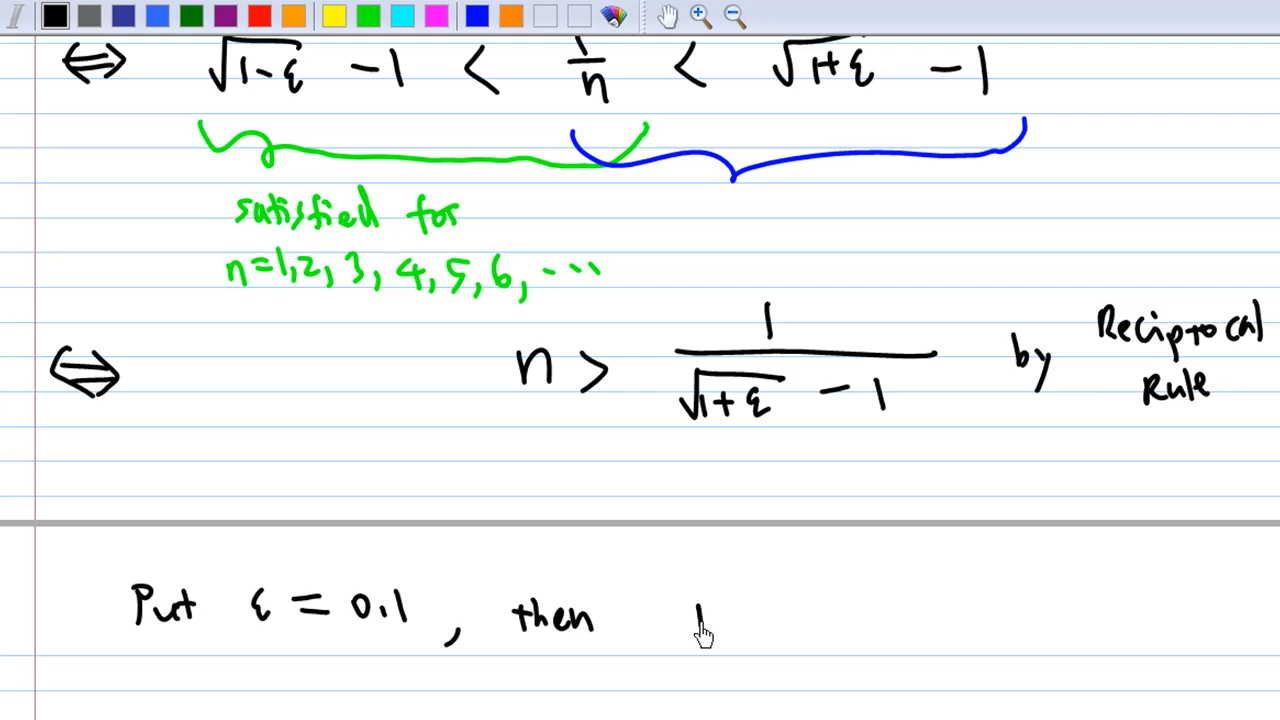 ⇔ √(1-ε) - 1 < 1/n < √(1+ε) - 1
satisfied for
n=1,2, 3, 4, 5, 6, ...
⇔ n > 1/(√(1+ε) - 1) by Reciprocal Rule
Put ε = 0.1, then 1